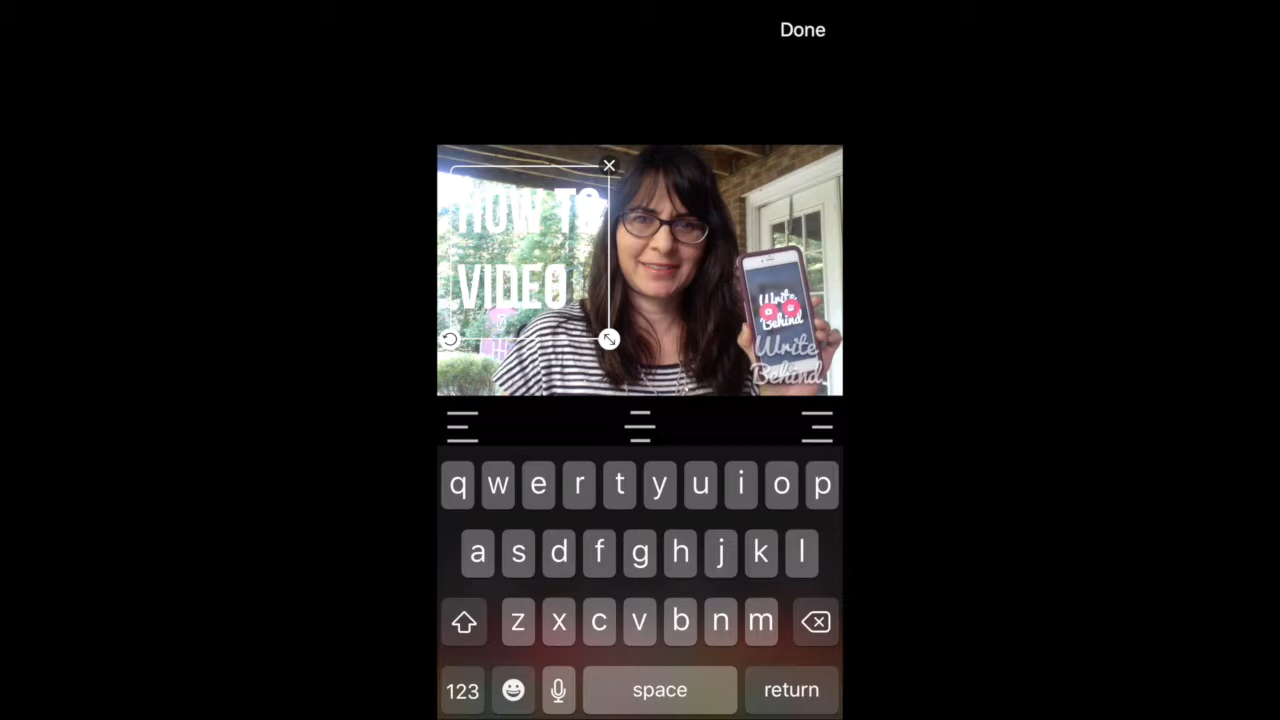 Done
HOW TO
VIDEO
Write
Behind
Write
Behind
q w e r t y u i o p
a s d f g h j k l
z x c v b n m
123 space return